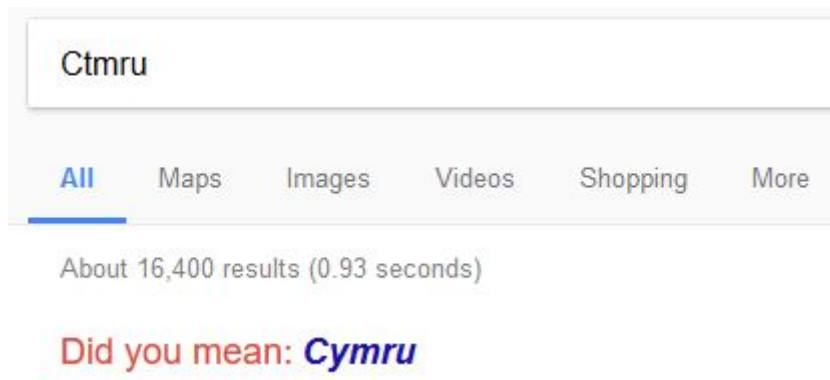 Ctmru
All Maps Images Videos Shopping More
About 16,400 results (0.93 seconds)
Did you mean: Cymru